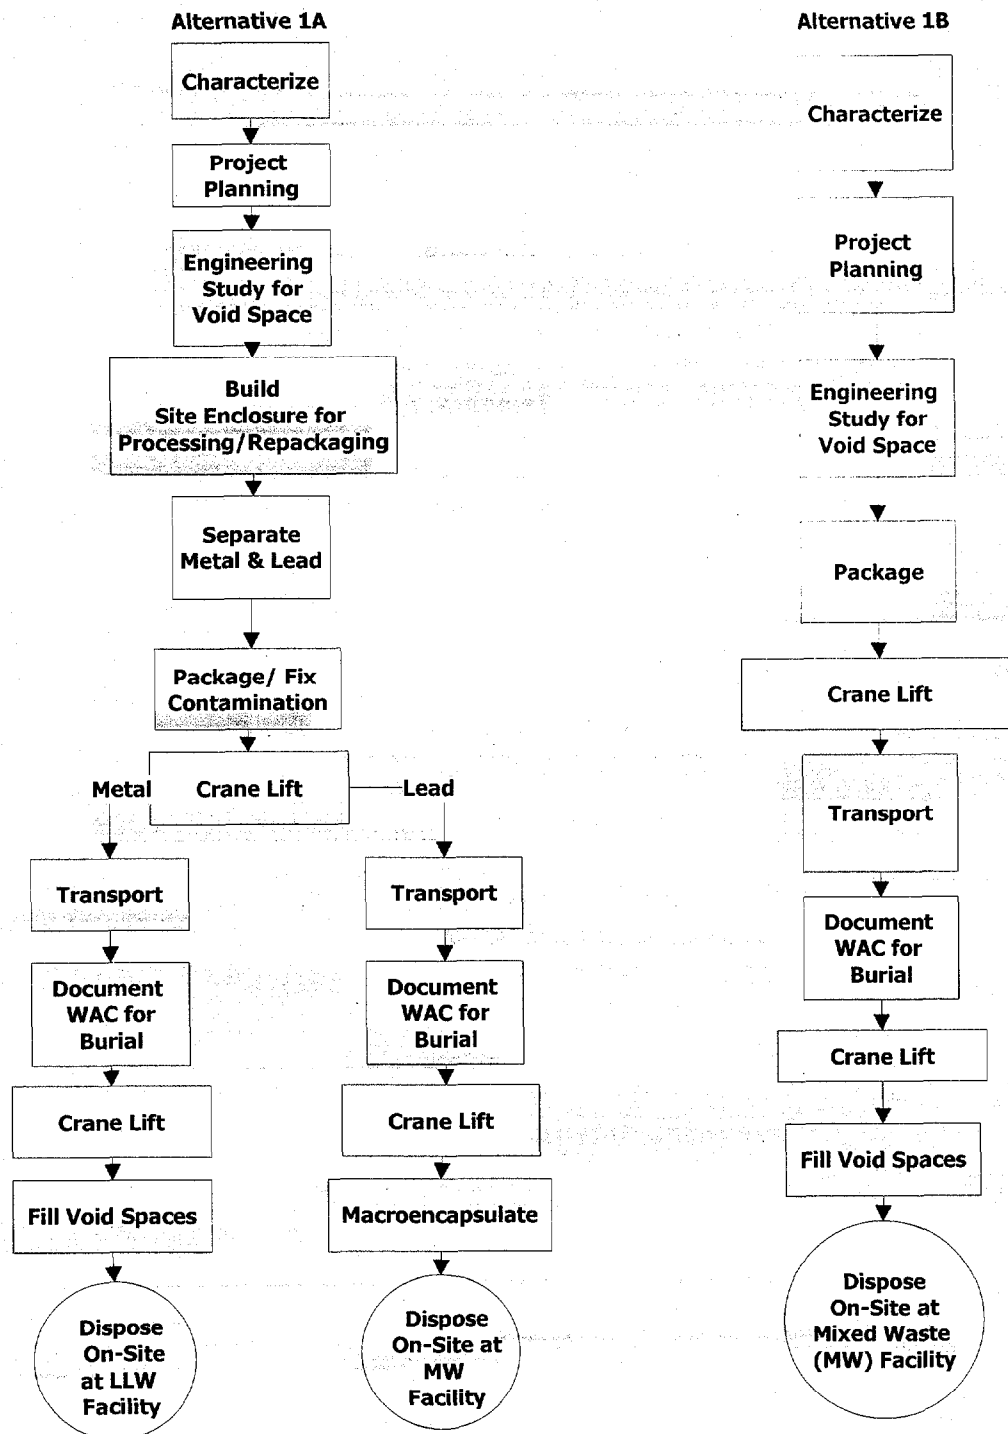 Alternative 1A
Characterize
Project
Planning
Engineering
Study for
Void Space
Build
Site Enclosure for
Processing/Repackaging
Separate
Metal & Lead
Package/ Fix
Contamination
Metal
Crane Lift
Lead
Transport
Document
WAC for
Burial
Crane Lift
Fill Void Spaces
Dispose
On-Site
at LLW
Facility
Transport
Document
WAC for
Burial
Crane Lift
Macroencapsulate
Dispose
On-Site at
MW
Facility
Alternative 1B
Characterize
Project
Planning
Engineering
Study for
Void Space
Package
Crane Lift
Transport
Document
WAC for
Burial
Crane Lift
Fill Void Spaces
Dispose
On-Site at
Mixed Waste
(MW) Facility